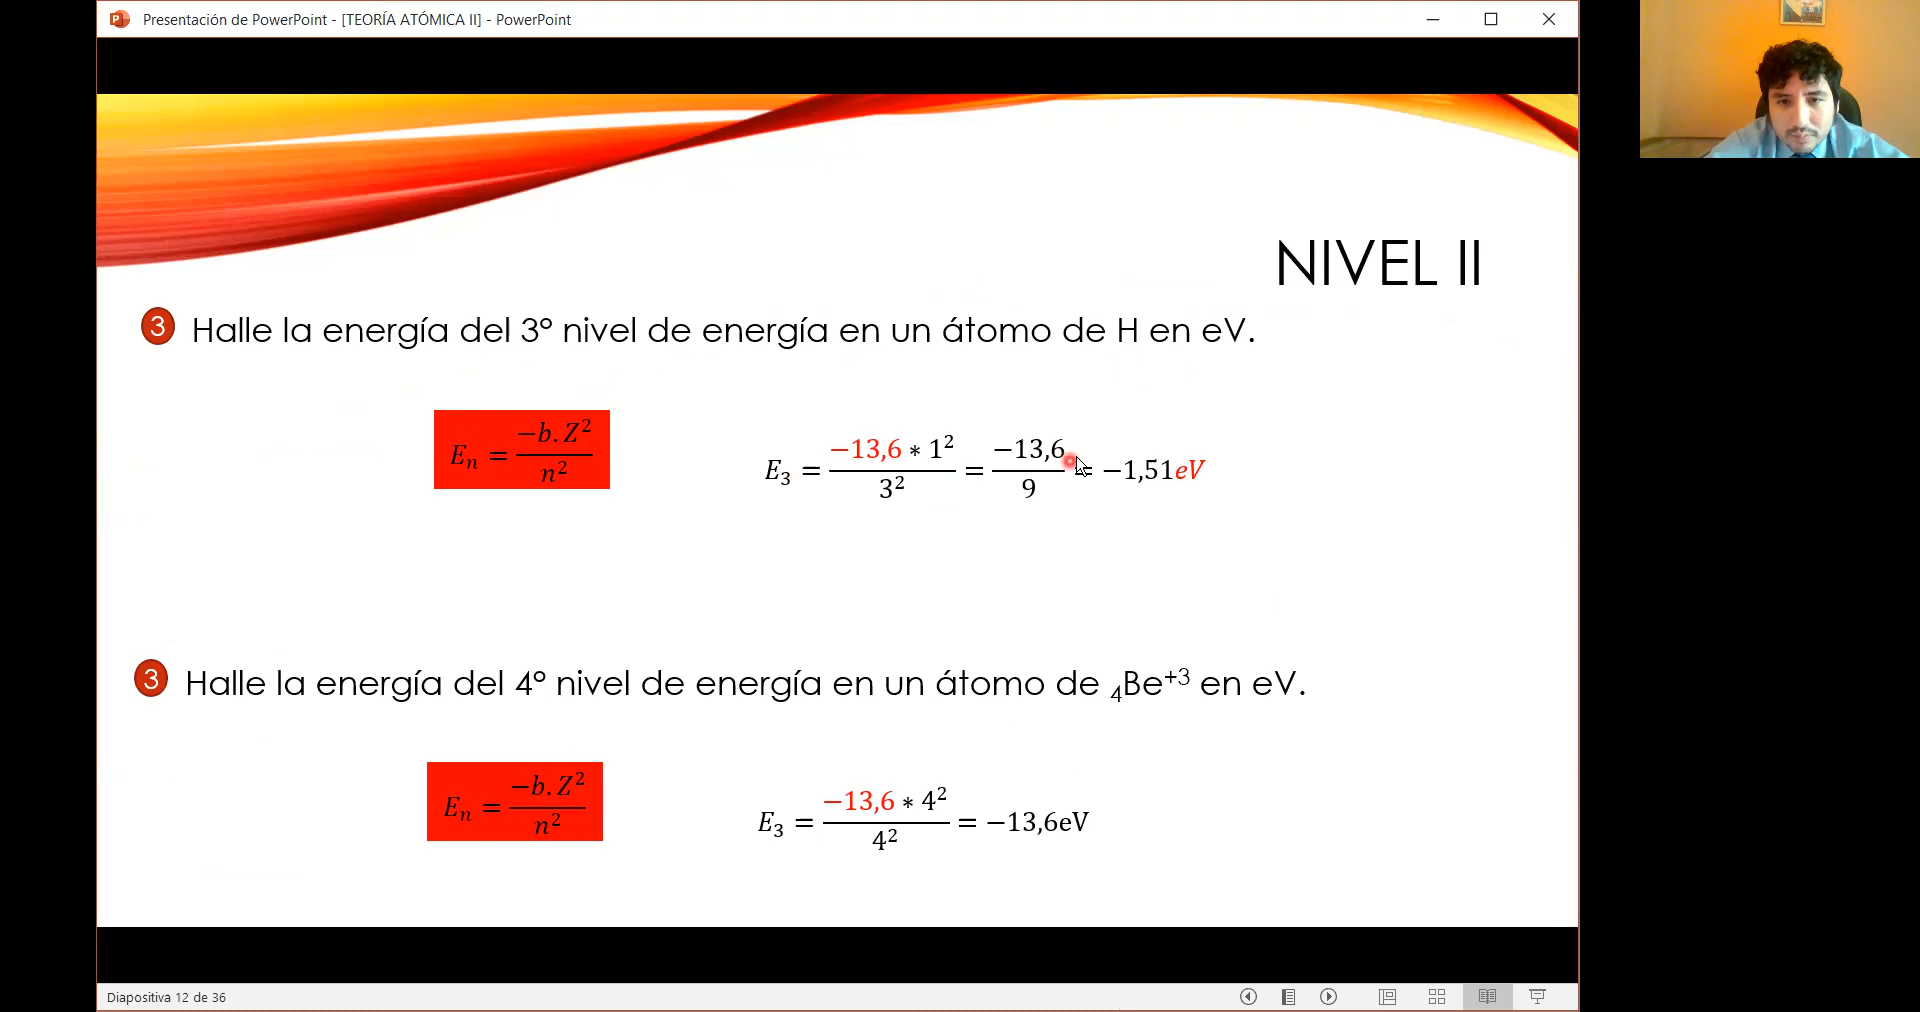 Presentación de PowerPoint - [TEORÍA ATÓMICA II] - PowerPoint
NIVEL II
3 Halle la energía del 3° nivel de energía en un átomo de H en eV.
Eₙ = −b.Z² / n²
E₃ = −13,6 * 1² / 3² = −13,6 / 9 = −1,51eV
3 Halle la energía del 4° nivel de energía en un átomo de ₄Be⁺³ en eV.
Eₙ = −b.Z² / n²
E₃ = −13,6 * 4² / 4² = −13,6eV
Diapositiva 12 de 36